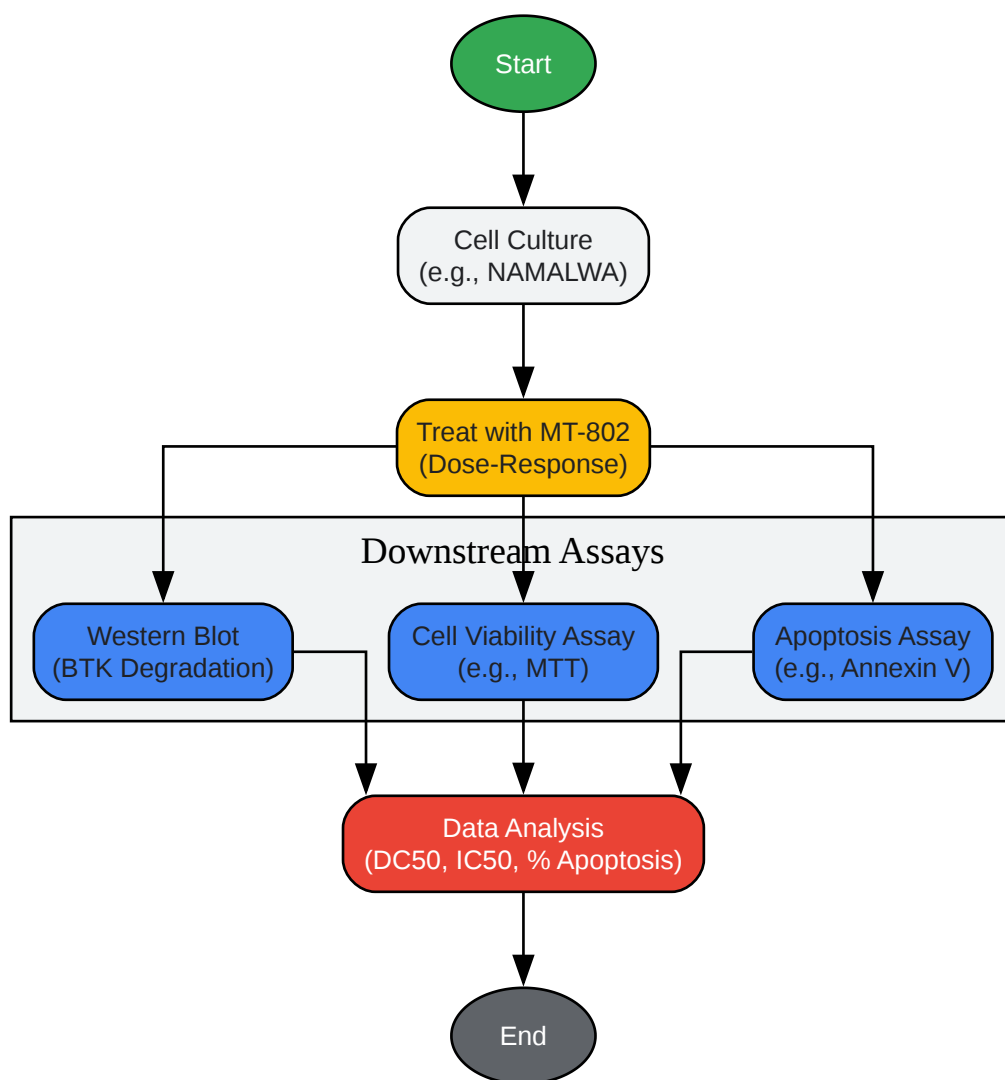 Start
Cell Culture
(e.g., NAMALWA)
Treat with MT-802
(Dose-Response)
Downstream Assays
Western Blot
(BTK Degradation)
Cell Viability Assay
(e.g., MTT)
Apoptosis Assay
(e.g., Annexin V)
Data Analysis
(DC50, IC50, % Apoptosis)
End